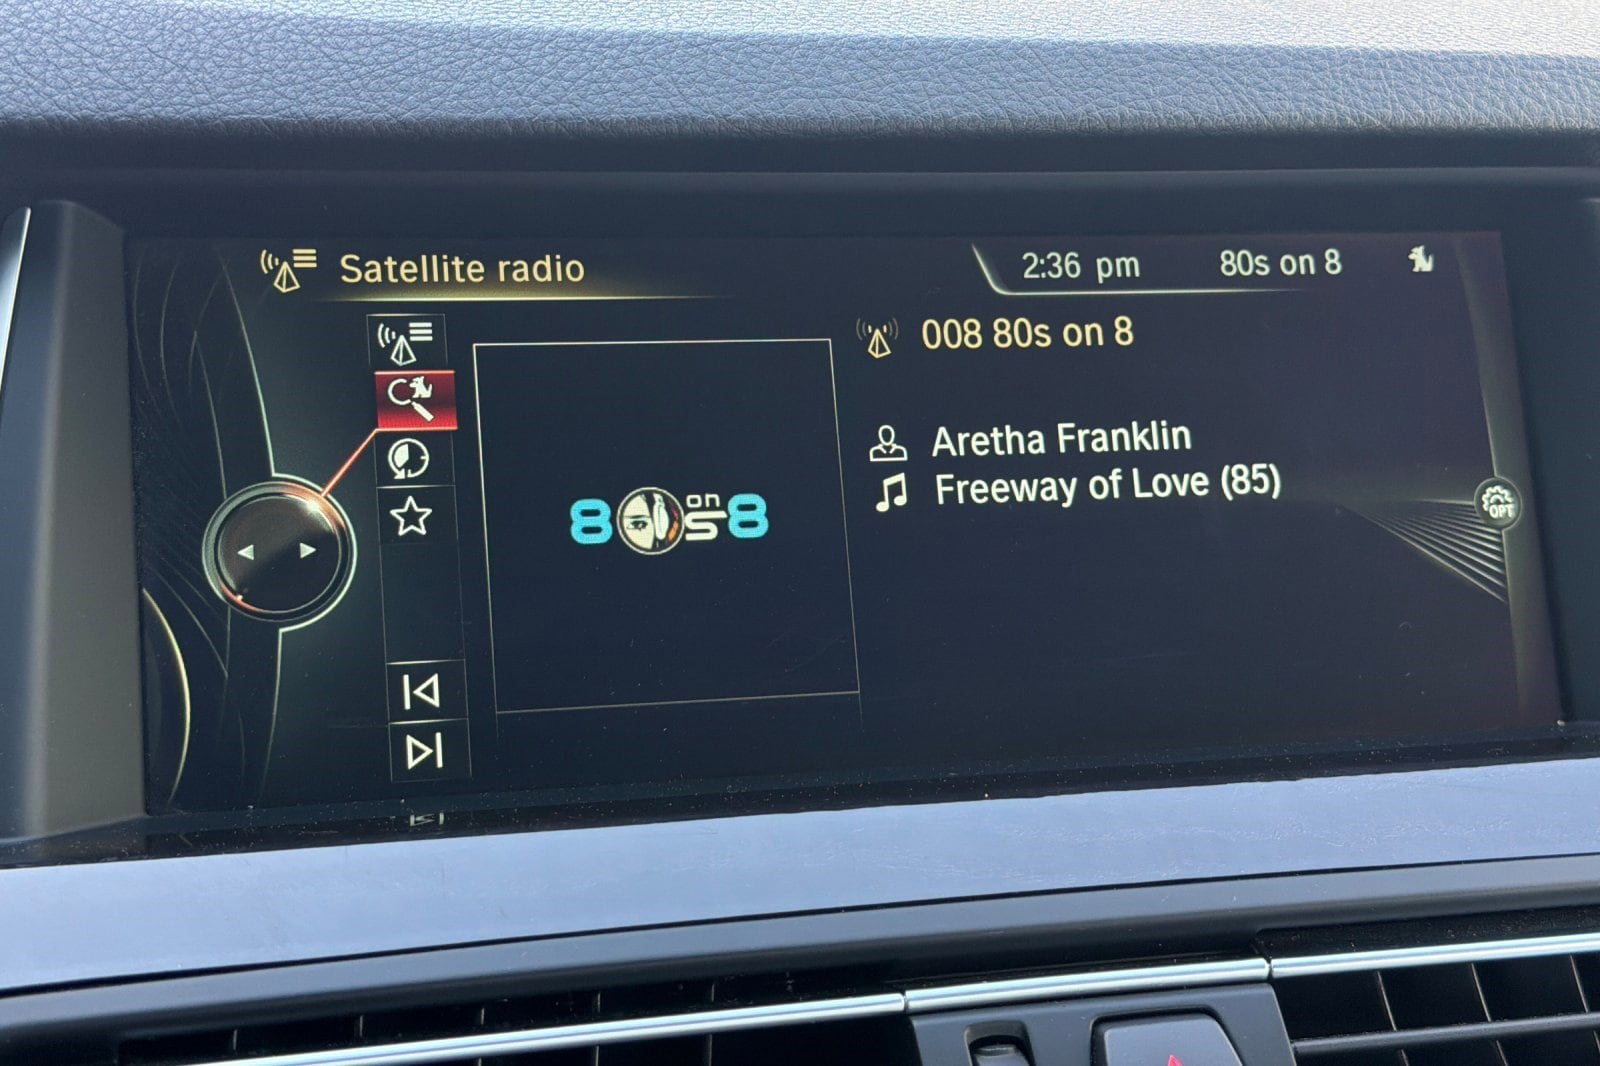 Satellite radio
2:36 pm 80s on 8
008 80s on 8
Aretha Franklin
Freeway of Love (85)
80s on 8
OPT